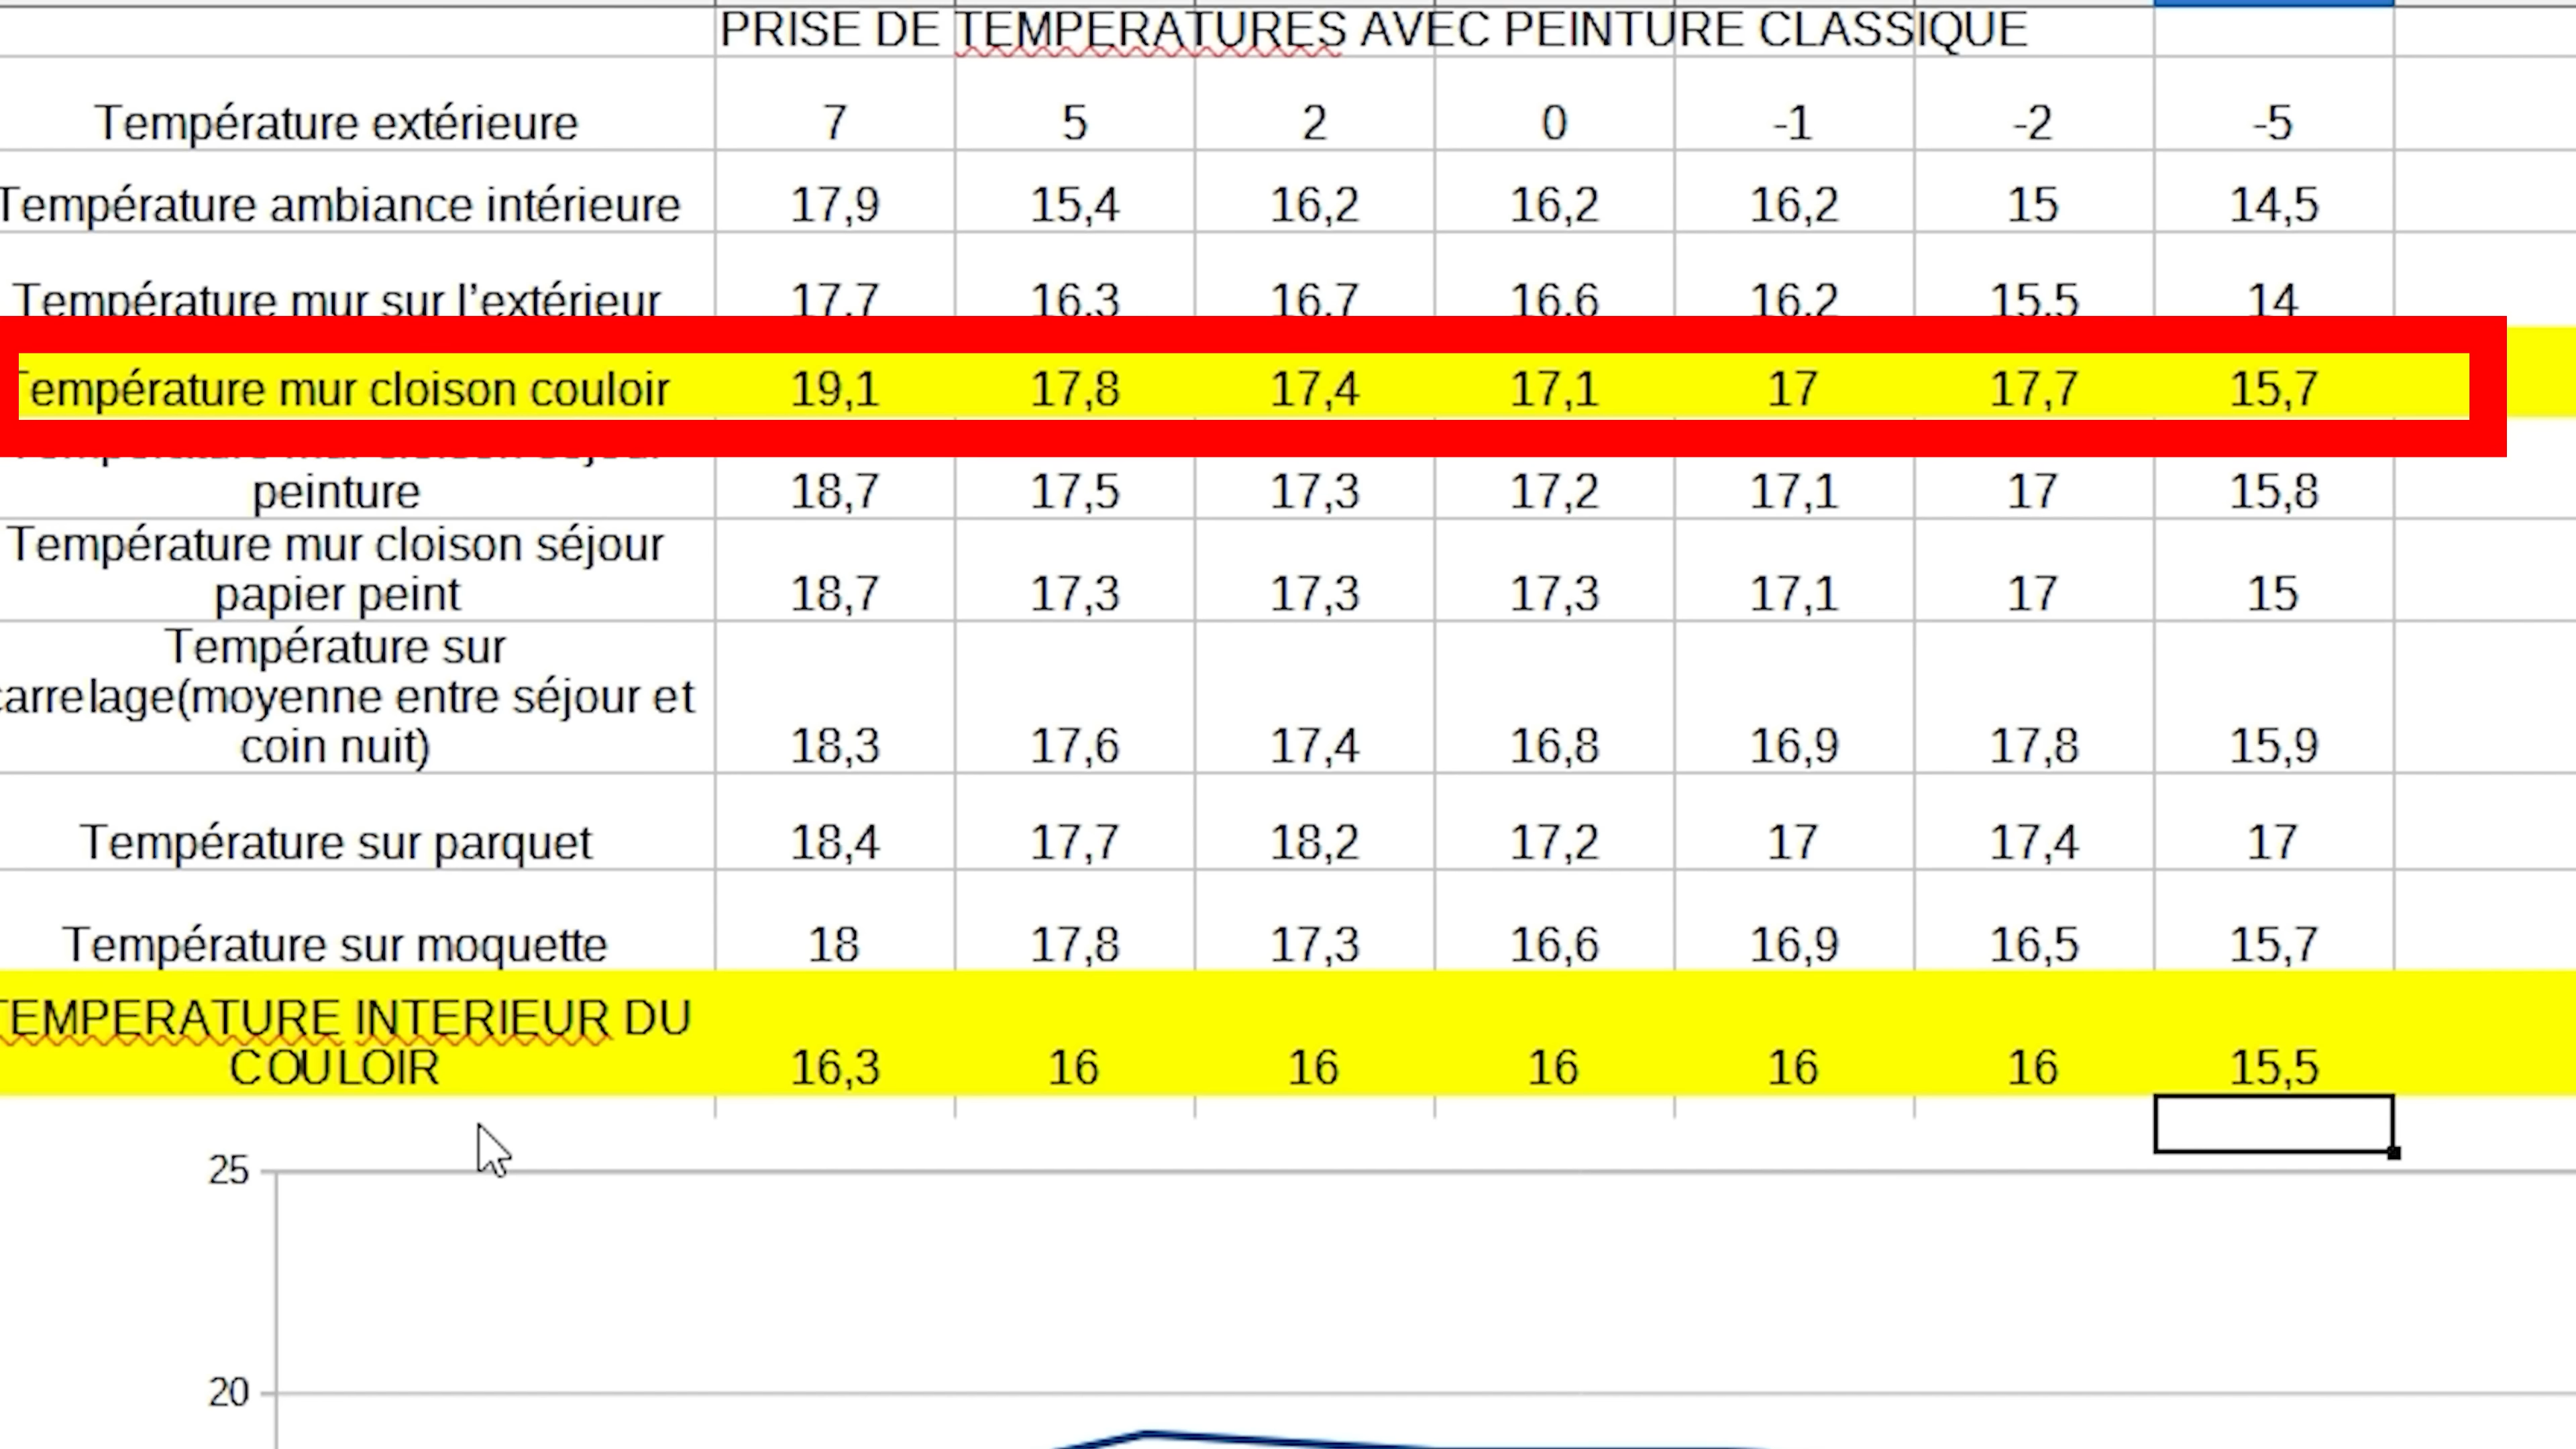 PRISE DE TEMPERATURES AVEC PEINTURE CLASSIQUE
Température extérieure 7 5 2 0 -1 -2 -5
Température ambiance intérieure 17,9 15,4 16,2 16,2 16,2 15 14,5
Température mur sur l’extérieur 17,7 16,3 16,7 16,6 16,2 15,5 14
Température mur cloison couloir 19,1 17,8 17,4 17,1 17 17,7 15,7
peinture 18,7 17,5 17,3 17,2 17,1 17 15,8
Température mur cloison séjour
papier peint 18,7 17,3 17,3 17,3 17,1 17 15
Température sur
carrelage(moyenne entre séjour et
coin nuit) 18,3 17,6 17,4 16,8 16,9 17,8 15,9
Température sur parquet 18,4 17,7 18,2 17,2 17 17,4 17
Température sur moquette 18 17,8 17,3 16,6 16,9 16,5 15,7
TEMPERATURE INTERIEUR DU
COULOIR 16,3 16 16 16 16 16 15,5
25
20